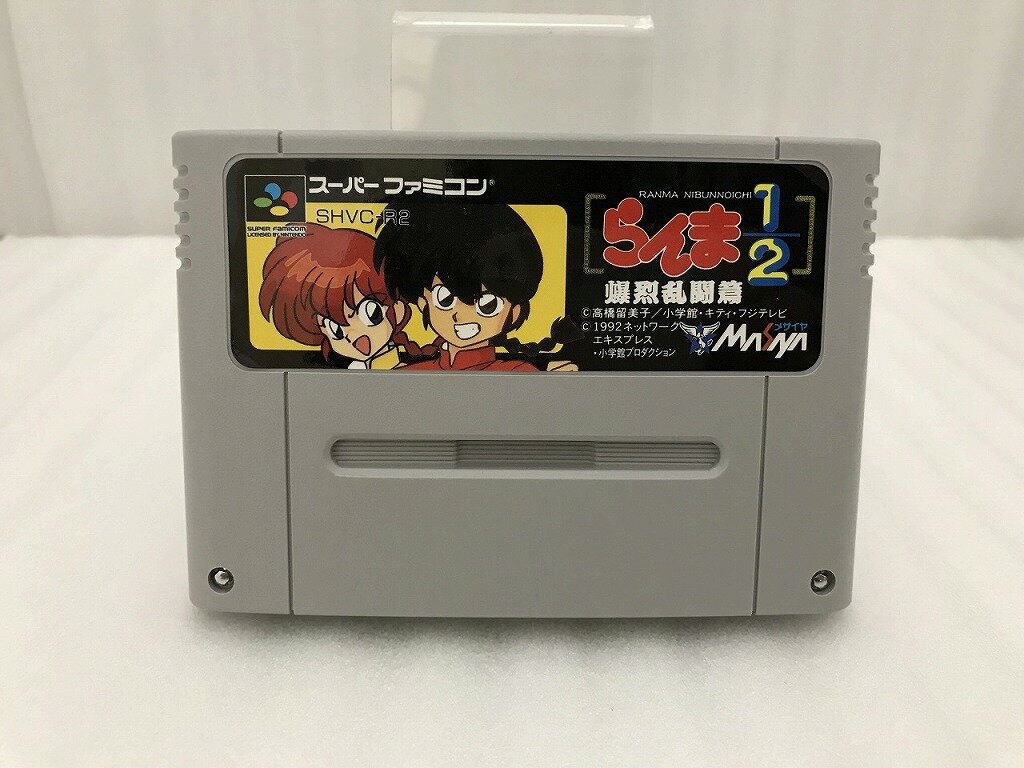 スーパーファミコン®
SHVC-R2
SUPER FAMICOM
LICENSED BY NINTENDO
RANMA NIBUNNOICHI
らんま1/2
爆烈乱闘篇
©高橋留美子／小学館・キティ・フジテレビ
©1992ネットワーク
エキスプレス
・小学館プロダクション
メサイヤ
MASAYA